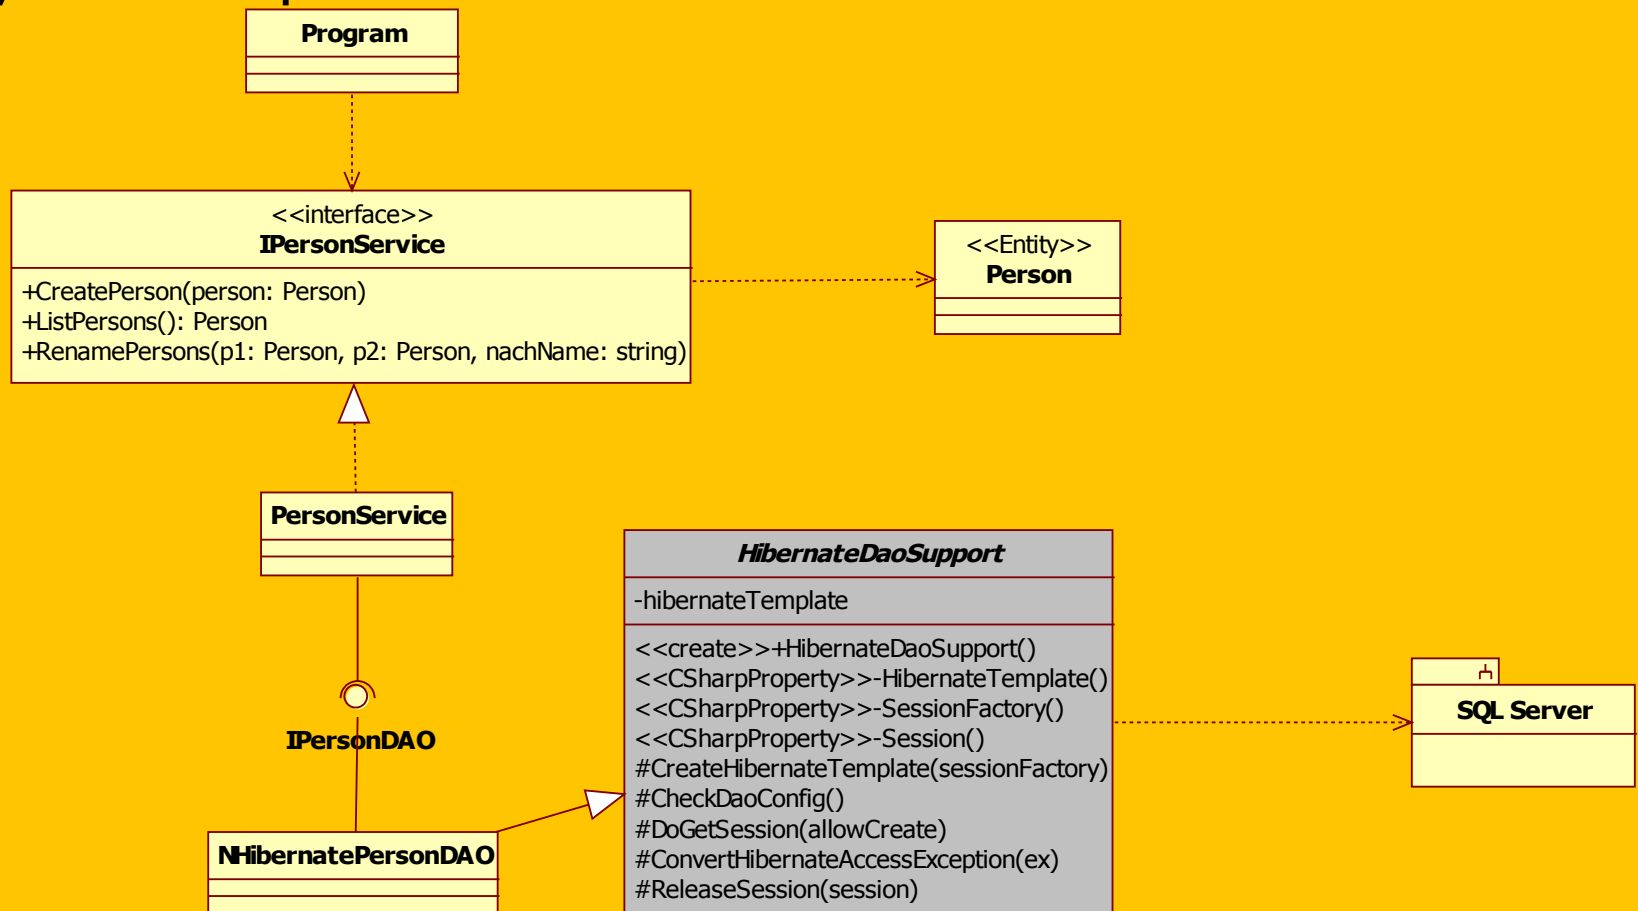 Program
<<interface>>
IPersonService
+CreatePerson(person: Person)
+ListPersons(): Person
+RenamePersons(p1: Person, p2: Person, nachName: string)
<<Entity>>
Person
PersonService
IPersonDAO
NHibernatePersonDAO
HibernateDaoSupport
-hibernateTemplate
<<create>>+HibernateDaoSupport()
<<CSharpProperty>>-HibernateTemplate()
<<CSharpProperty>>-SessionFactory()
<<CSharpProperty>>-Session()
#CreateHibernateTemplate(sessionFactory)
#CheckDaoConfig()
#DoGetSession(allowCreate)
#ConvertHibernateAccessException(ex)
#ReleaseSession(session)
SQL Server